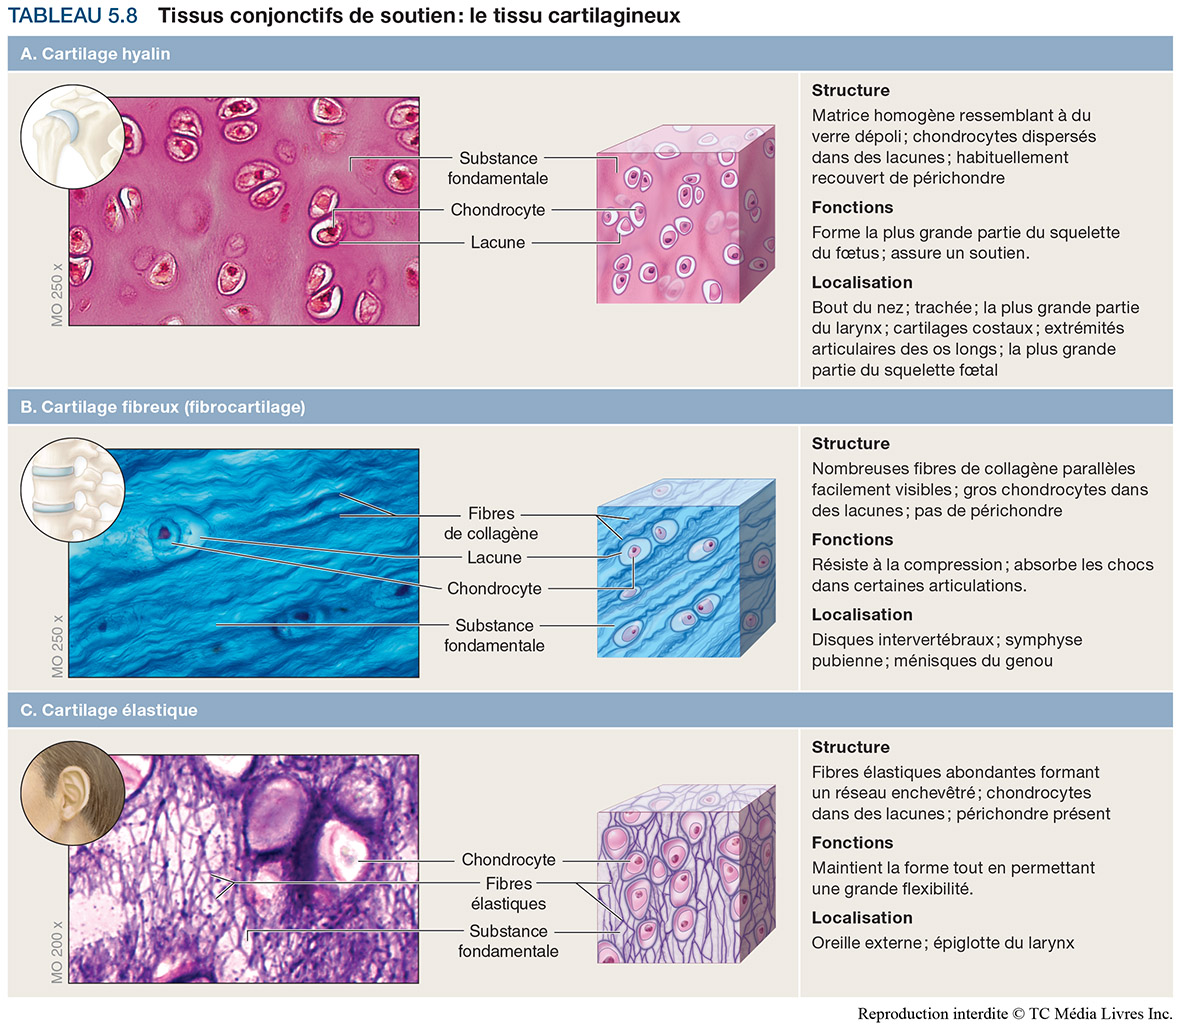 TABLEAU 5.8 Tissus conjonctifs de soutien : le tissu cartilagineux
A. Cartilage hyalin
MO 250 x
Substance
fondamentale
Chondrocyte
Lacune
Structure
Matrice homogène ressemblant à du
verre dépoli ; chondrocytes dispersés
dans des lacunes ; habituellement
recouvert de périchondre
Fonctions
Forme la plus grande partie du squelette
du fœtus ; assure un soutien.
Localisation
Bout du nez ; trachée ; la plus grande partie
du larynx ; cartilages costaux ; extrémités
articulaires des os longs ; la plus grande
partie du squelette fœtal
B. Cartilage fibreux (fibrocartilage)
MO 250 x
Fibres
de collagène
Lacune
Chondrocyte
Substance
fondamentale
Structure
Nombreuses fibres de collagène parallèles
facilement visibles ; gros chondrocytes dans
des lacunes ; pas de périchondre
Fonctions
Résiste à la compression ; absorbe les chocs
dans certaines articulations.
Localisation
Disques intervertébraux ; symphyse
pubienne ; ménisques du genou
C. Cartilage élastique
MO 200 x
Chondrocyte
Fibres
élastiques
Substance
fondamentale
Structure
Fibres élastiques abondantes formant
un réseau enchevêtré ; chondrocytes
dans des lacunes ; périchondre présent
Fonctions
Maintient la forme tout en permettant
une grande flexibilité.
Localisation
Oreille externe ; épiglotte du larynx
Reproduction interdite © TC Média Livres Inc.